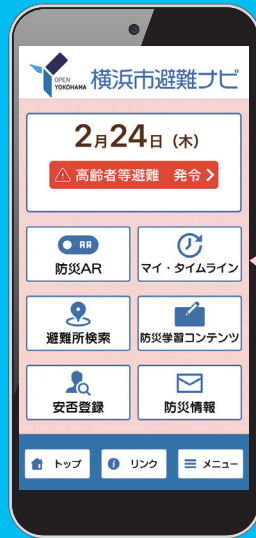 OPEN
YOKOHAMA
横浜市避難ナビ
2月24日（木）
高齢者等避難 発令
AR
防災AR
マイ・タイムライン
避難所検索
防災学習コンテンツ
安否登録
防災情報
トップ
リンク
メニュー